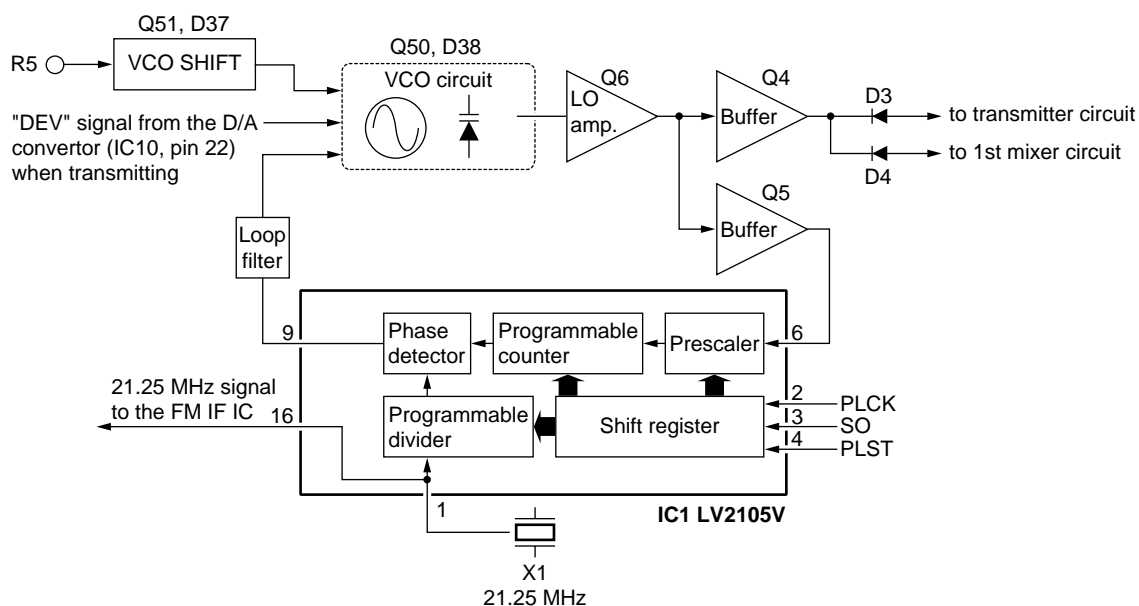 Q51, D37
R5
VCO SHIFT
Q50, D38
VCO circuit
"DEV" signal from the D/A
convertor (IC10, pin 22)
when transmitting
Q6
LO
amp.
Q4
Buffer
D3
to transmitter circuit
to 1st mixer circuit
D4
Q5
Buffer
Loop
filter
9
Phase
detector
Programmable
counter
Prescaler
6
21.25 MHz signal
to the FM IF IC
16
Programmable
divider
Shift register
2
PLCK
3
SO
4
PLST
1
IC1 LV2105V
X1
21.25 MHz